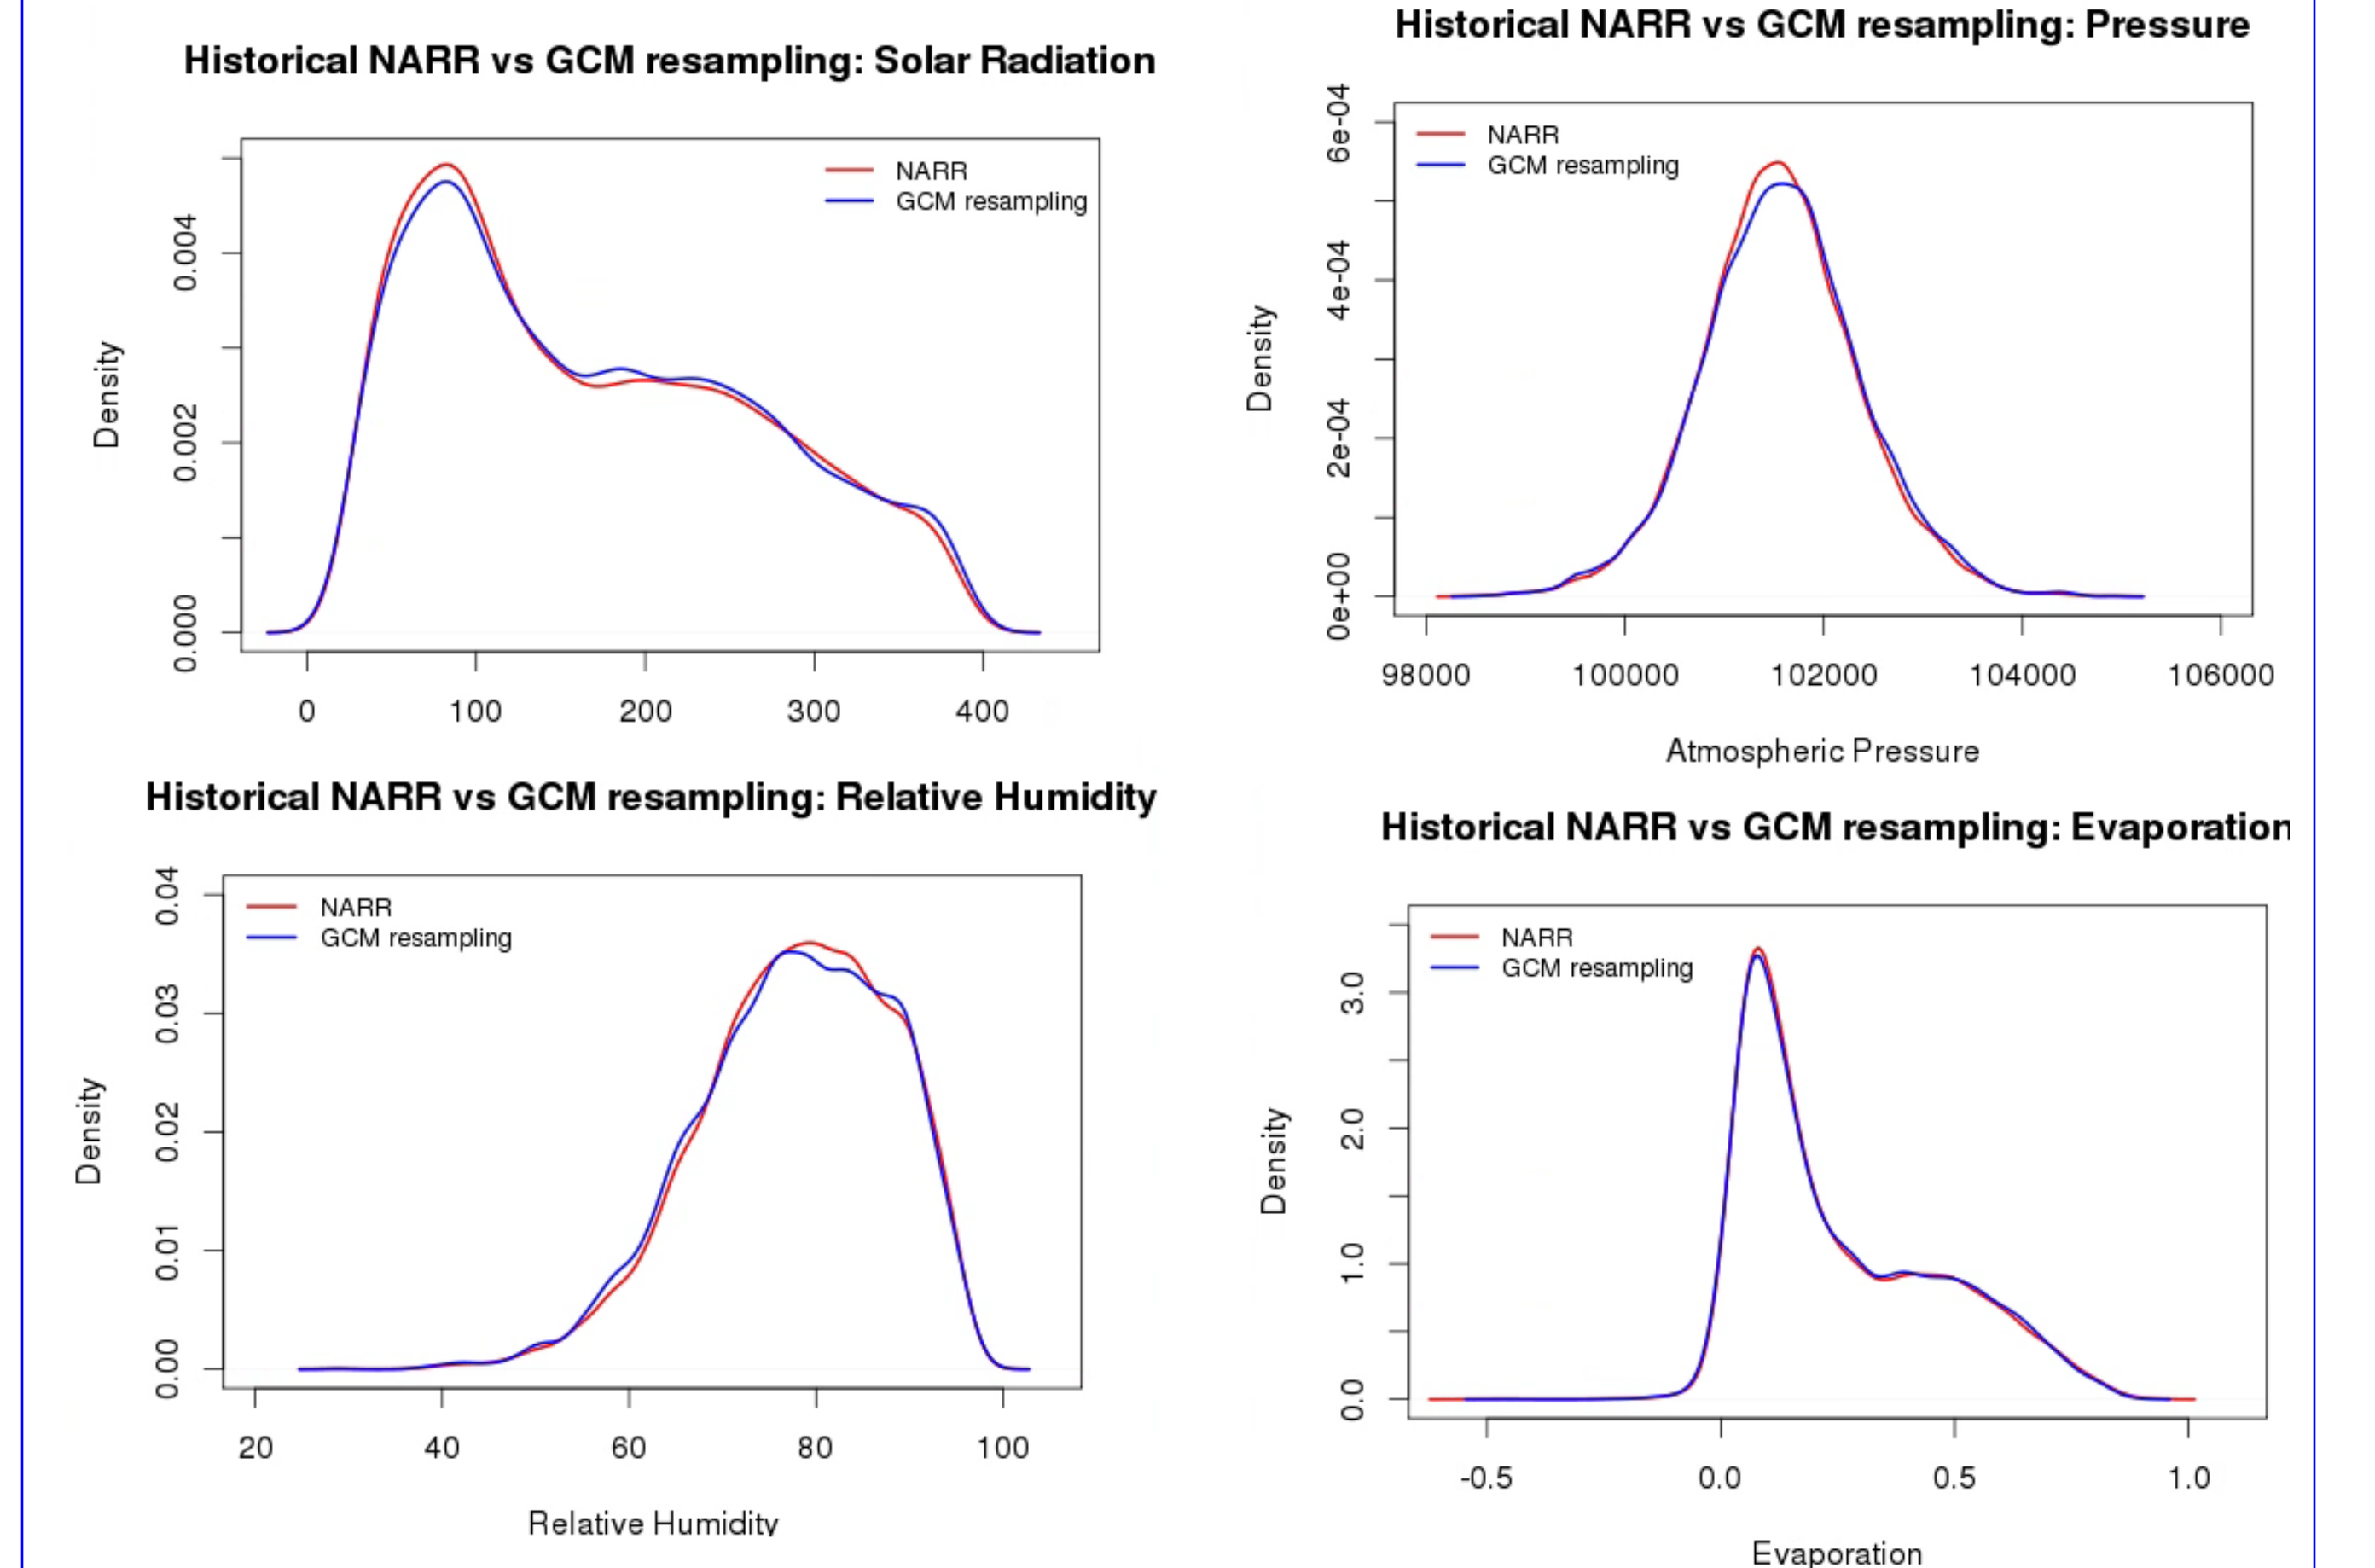 Historical NARR vs GCM resampling: Solar Radiation
NARR
GCM resampling
Density
0.004
0.002
0.000
0 100 200 300 400
Historical NARR vs GCM resampling: Pressure
NARR
GCM resampling
Density
6e-04
4e-04
2e-04
0e+00
98000 100000 102000 104000 106000
Atmospheric Pressure
Historical NARR vs GCM resampling: Relative Humidity
NARR
GCM resampling
Density
0.04
0.03
0.02
0.01
0.00
20 40 60 80 100
Relative Humidity
Historical NARR vs GCM resampling: Evaporation
NARR
GCM resampling
Density
3.0
2.0
1.0
0.0
-0.5 0.0 0.5 1.0
Evaporation